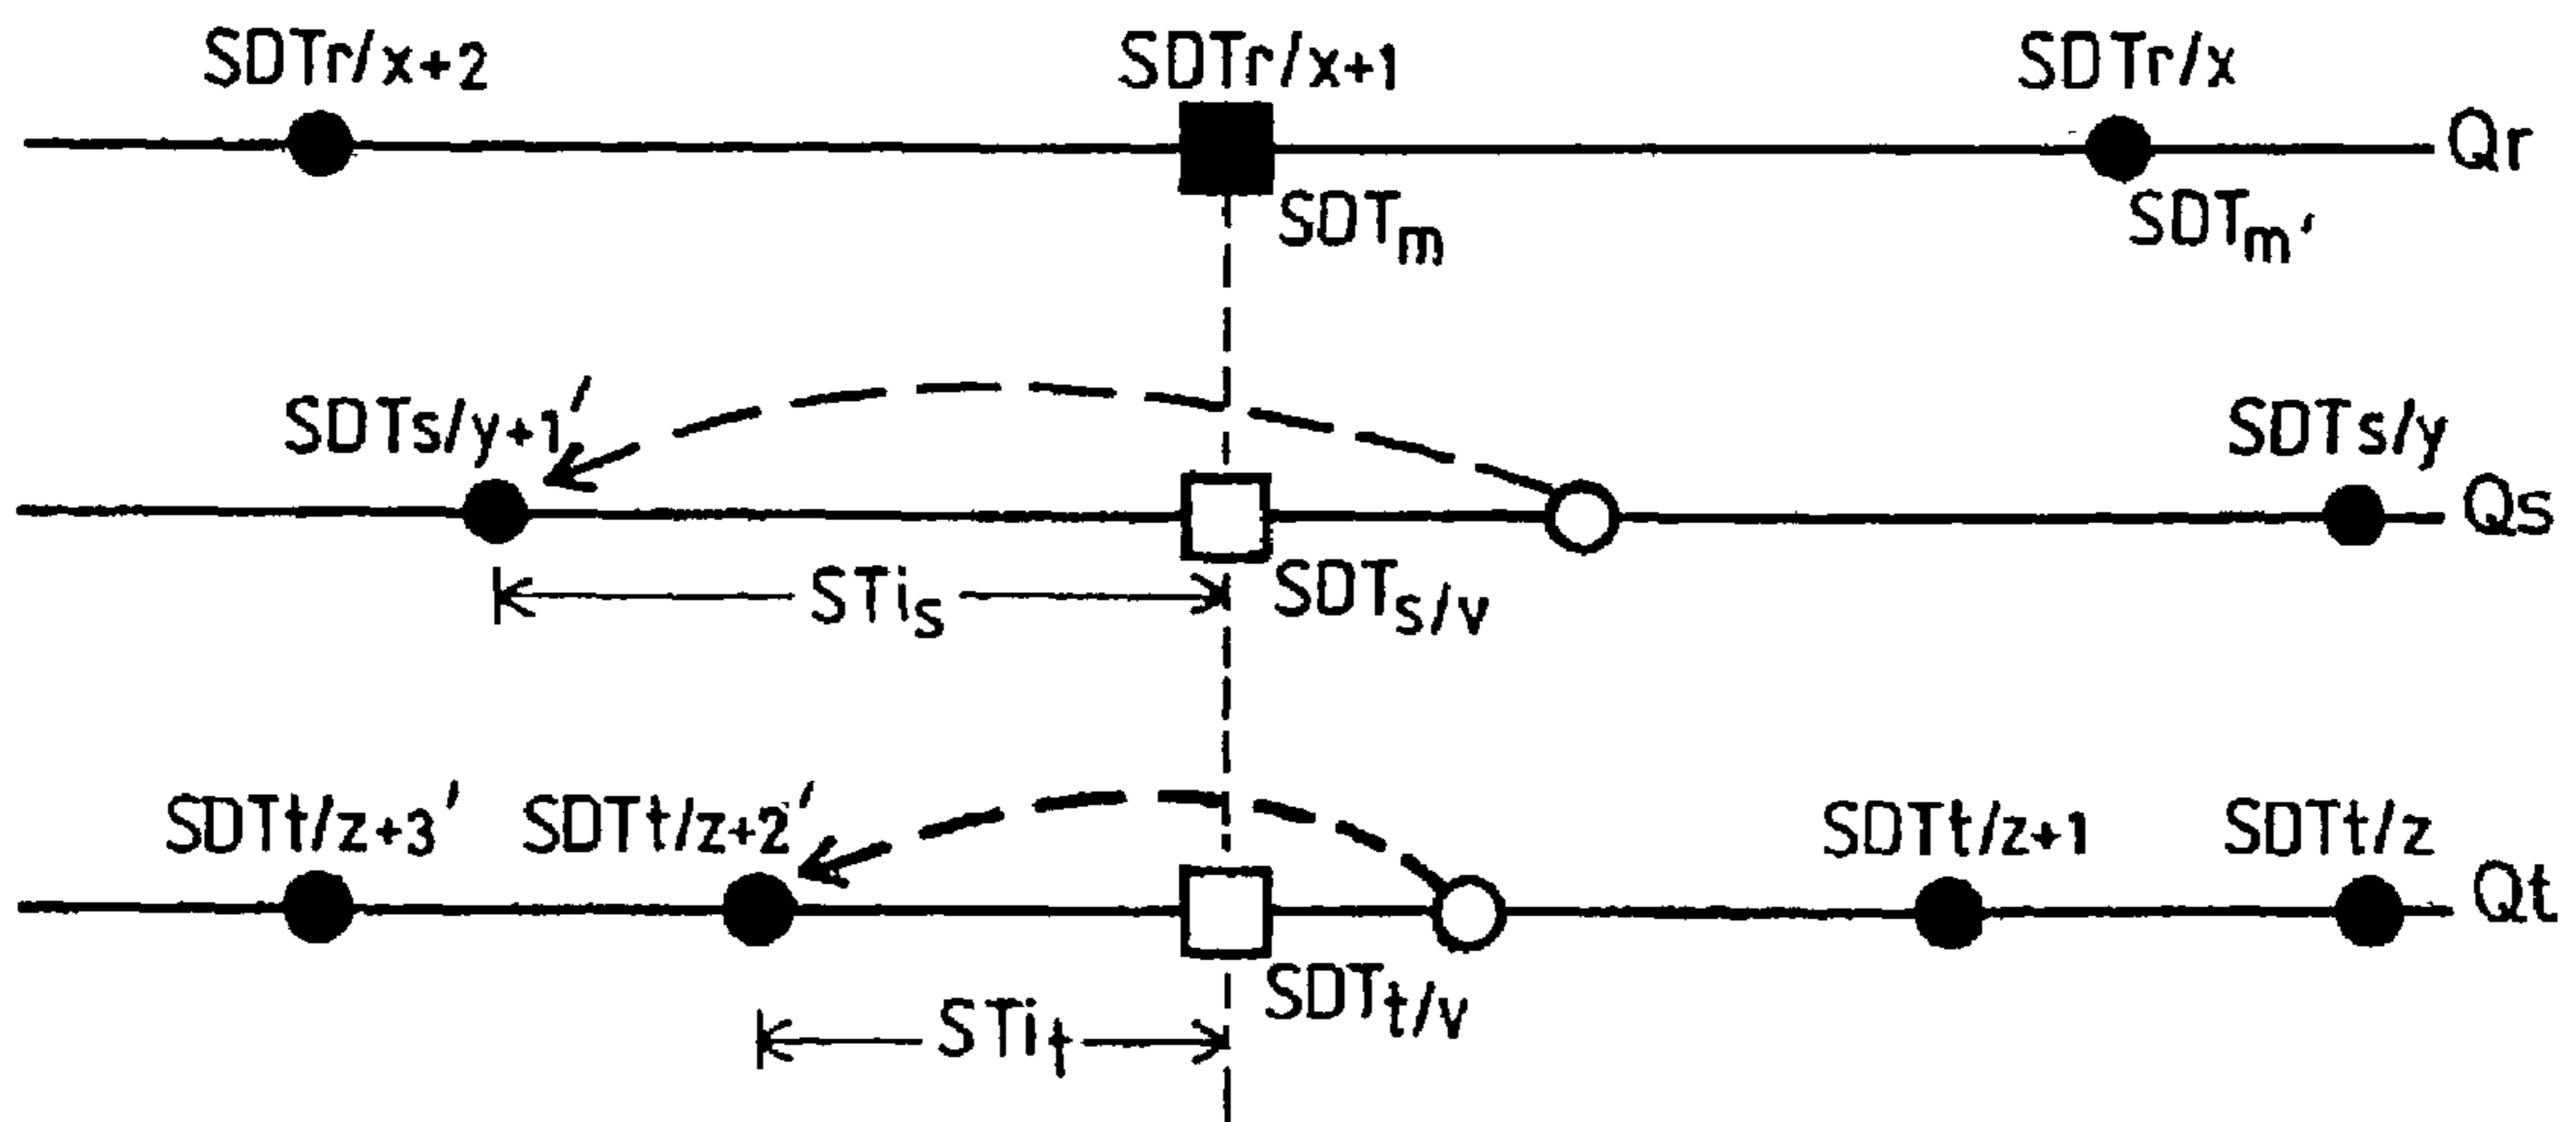 SDTr/x+2 SDTr/x+1 SDTr/x
Qr
SDTm SDTm'
SDTs/y+1' SDTs/y
Qs
STis SDTs/v
SDTt/z+3' SDTt/z+2' SDTt/z+1 SDTt/z
Qt
STit SDTt/v